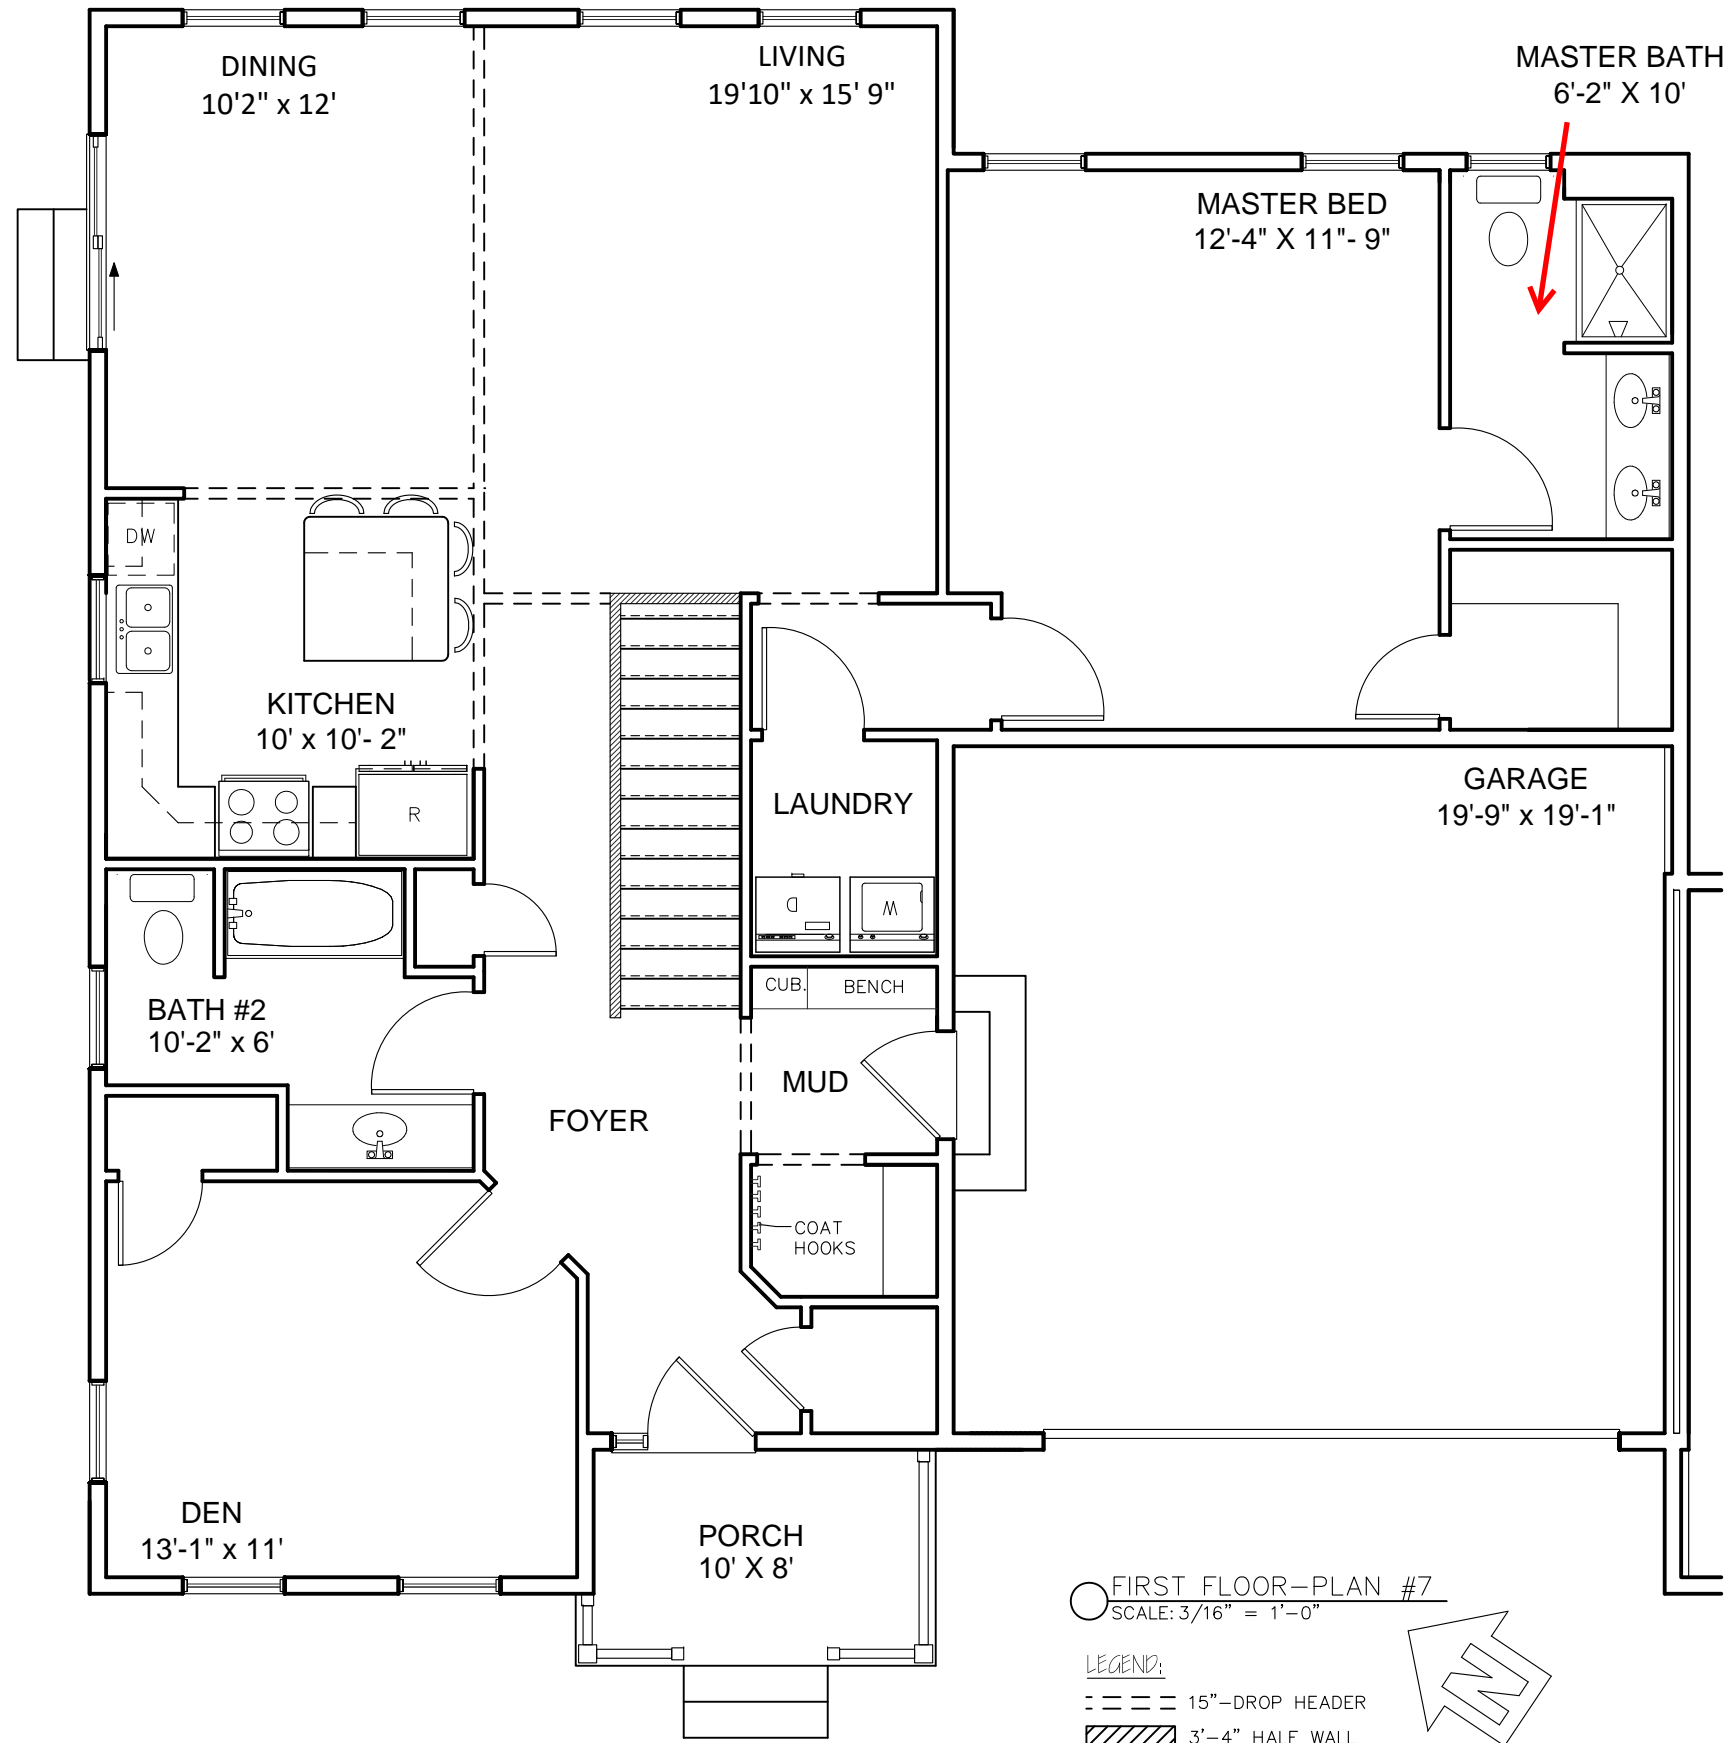 DINING
10'2" x 12'
LIVING
19'10" x 15' 9"
MASTER BATH
6'-2" X 10'
MASTER BED
12'-4" X 11"- 9"
DW
KITCHEN
10' x 10'- 2"
R
LAUNDRY
D
W
GARAGE
19'-9" x 19'-1"
CUB.
BENCH
BATH #2
10'-2" x 6'
MUD
FOYER
COAT
HOOKS
DEN
13'-1" x 11'
PORCH
10' X 8'
FIRST FLOOR-PLAN #7
SCALE: 3/16" = 1'-0"
LEGEND:
15"-DROP HEADER
3'-4" HALF WALL
N